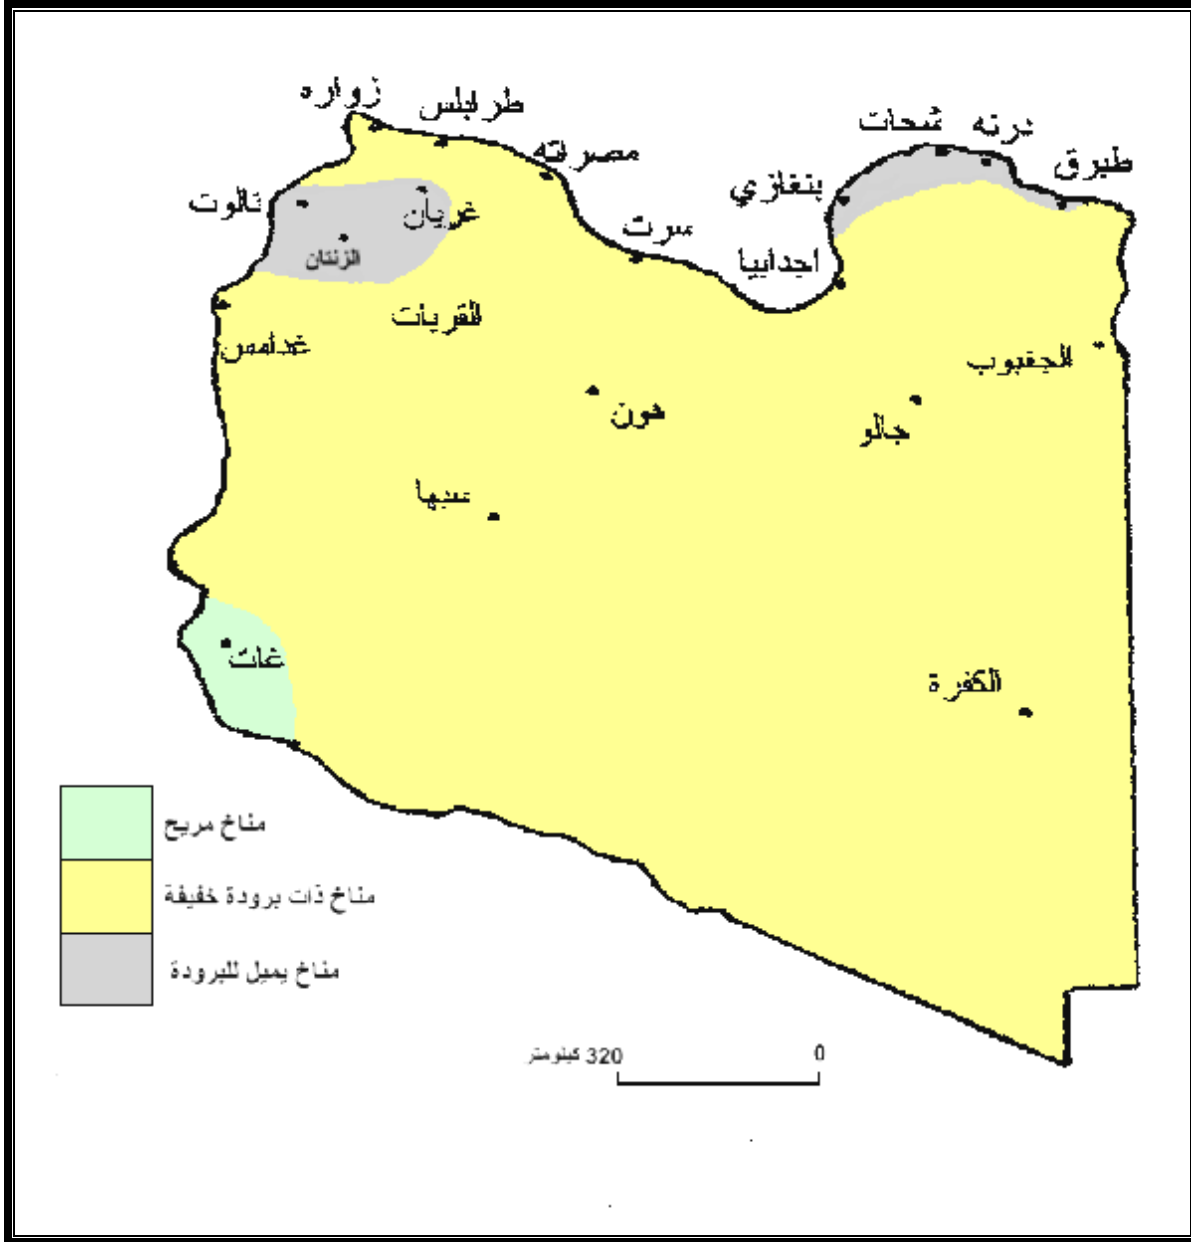 زواره
طرابلس
مصراته
شحات
درنه
طبرق
بنغازي
نالوت
غريان
الزنتان
سرت
اجدابيا
القريات
غدامس
الجغبوب
هون
جالو
سبها
غات
الكفرة
مناخ مريح
مناخ ذات برودة خفيفة
مناخ يميل للبرودة
0
320 كيلومتر